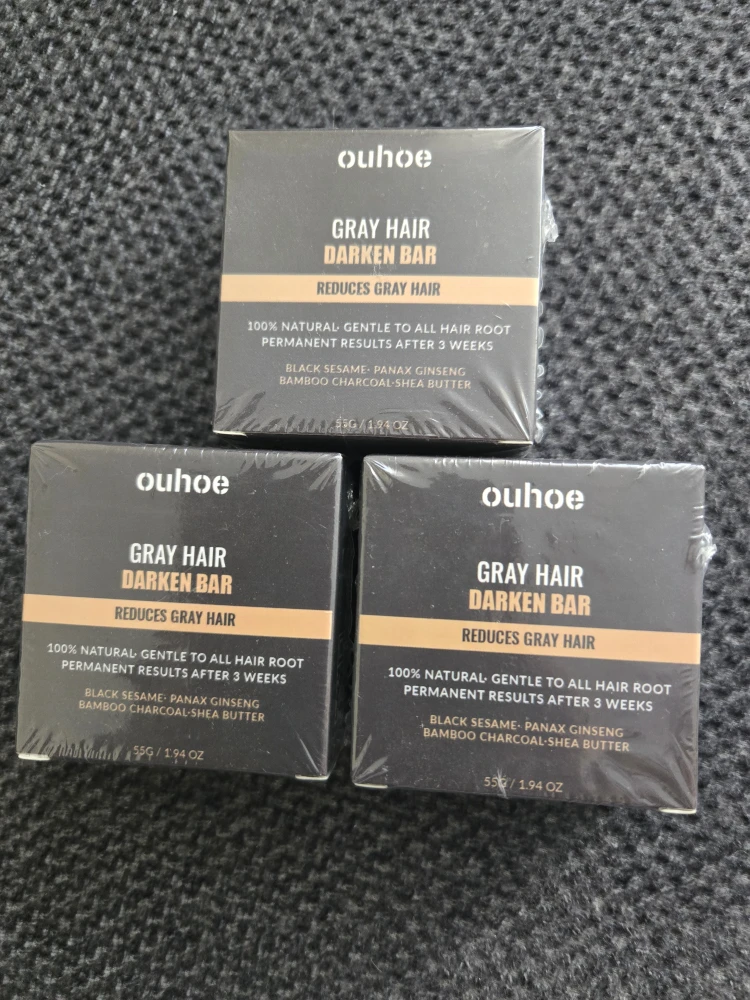 ouhoe
GRAY HAIR
DARKEN BAR
REDUCES GRAY HAIR
100% NATURAL· GENTLE TO ALL HAIR ROOT
PERMANENT RESULTS AFTER 3 WEEKS
BLACK SESAME· PANAX GINSENG
BAMBOO CHARCOAL·SHEA BUTTER
55G / 1.94 OZ
ouhoe
GRAY HAIR
DARKEN BAR
REDUCES GRAY HAIR
100% NATURAL· GENTLE TO ALL HAIR ROOT
PERMANENT RESULTS AFTER 3 WEEKS
BLACK SESAME· PANAX GINSENG
BAMBOO CHARCOAL·SHEA BUTTER
55G / 1.94 OZ
ouhoe
GRAY HAIR
DARKEN BAR
REDUCES GRAY HAIR
100% NATURAL· GENTLE TO ALL HAIR ROOT
PERMANENT RESULTS AFTER 3 WEEKS
BLACK SESAME· PANAX GINSENG
BAMBOO CHARCOAL·SHEA BUTTER
55G / 1.94 OZ